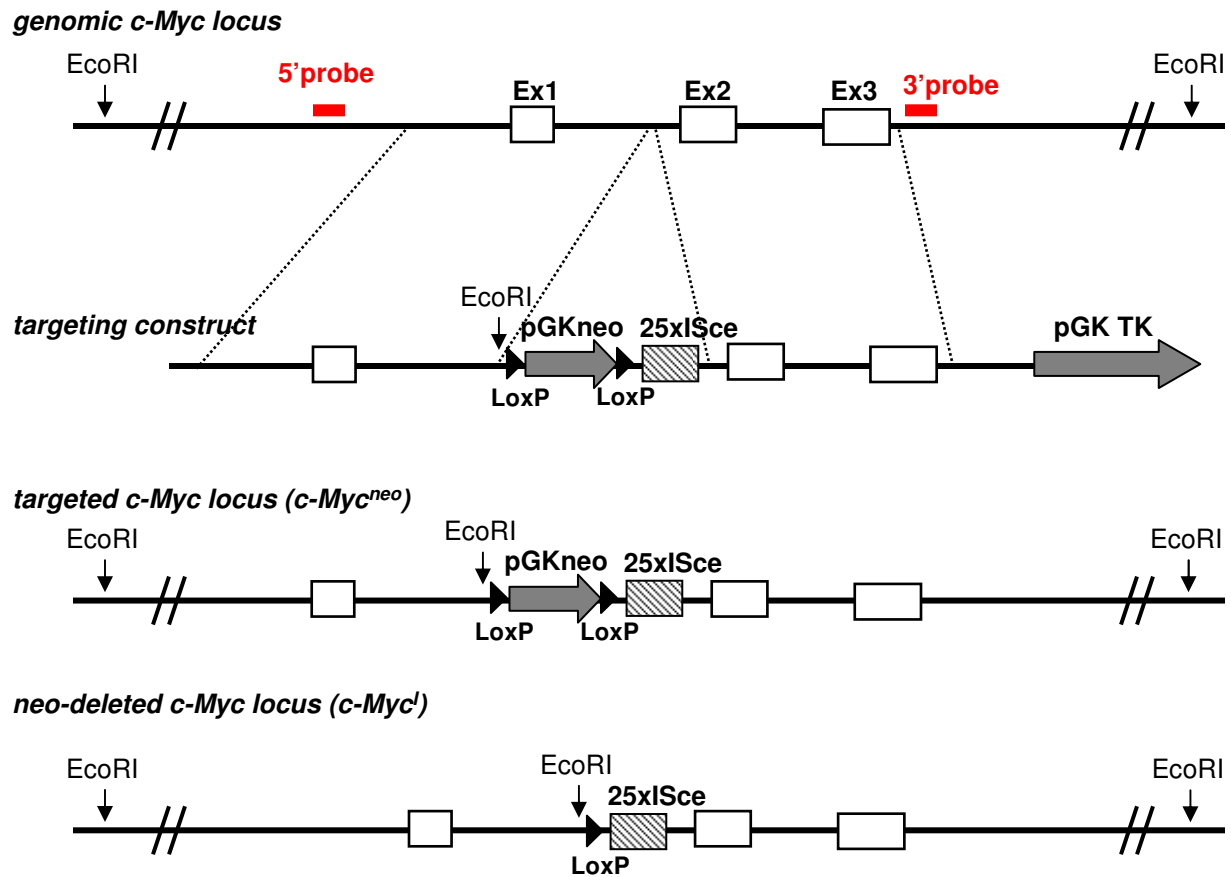 genomic c-Myc locus
EcoRI 5'probe Ex1 Ex2 Ex3 3'probe EcoRI
EcoRI
targeting construct pGKneo 25xISce pGK TK
LoxP LoxP
targeted c-Myc locus (c-Myc^neo)
EcoRI EcoRI EcoRI
pGKneo 25xISce
LoxP LoxP
neo-deleted c-Myc locus (c-Myc^I)
EcoRI EcoRI EcoRI
25xISce
LoxP